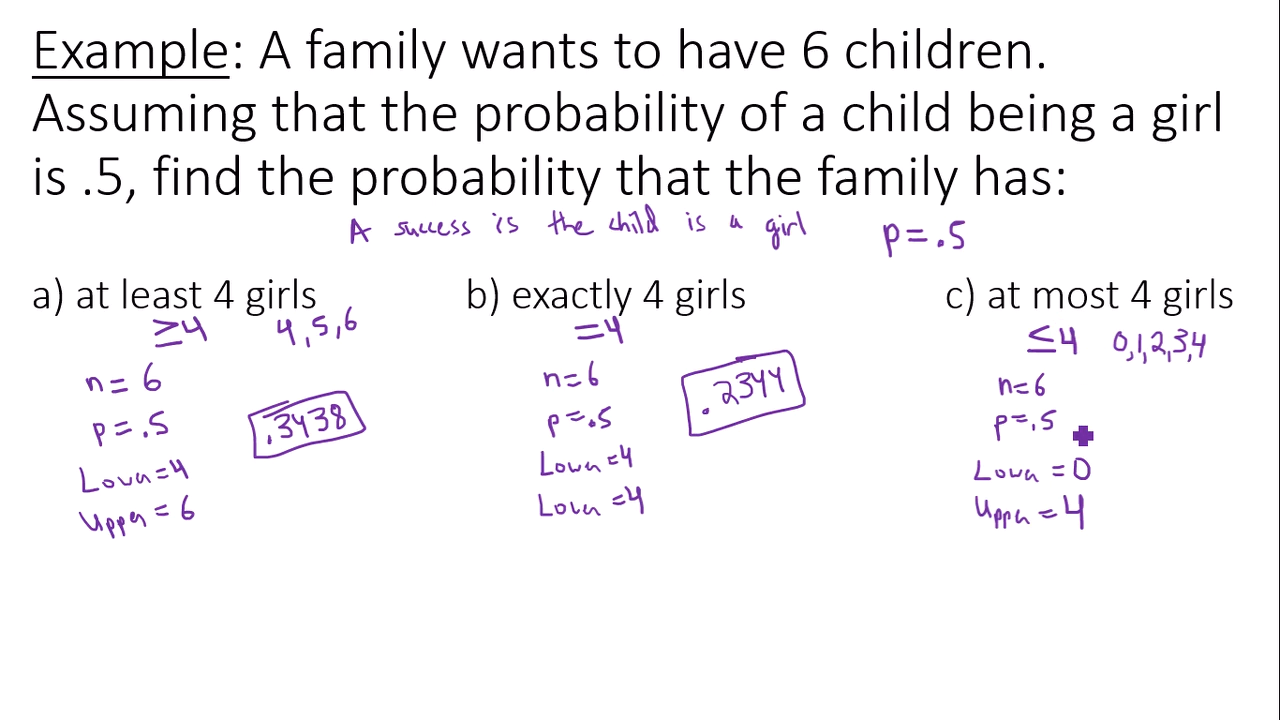 Example: A family wants to have 6 children.
Assuming that the probability of a child being a girl
is .5, find the probability that the family has:
A success is the child is a girl p=.5
a) at least 4 girls b) exactly 4 girls c) at most 4 girls
≥4 4,5,6 =4 ≤4 0,1,2,3,4
n=6 n=6 n=6
p=.5 .3438 p=.5 .2344 p=.5
Lower=4 Lower=4 Lower=0
Upper=6 Lower=4 Upper=4